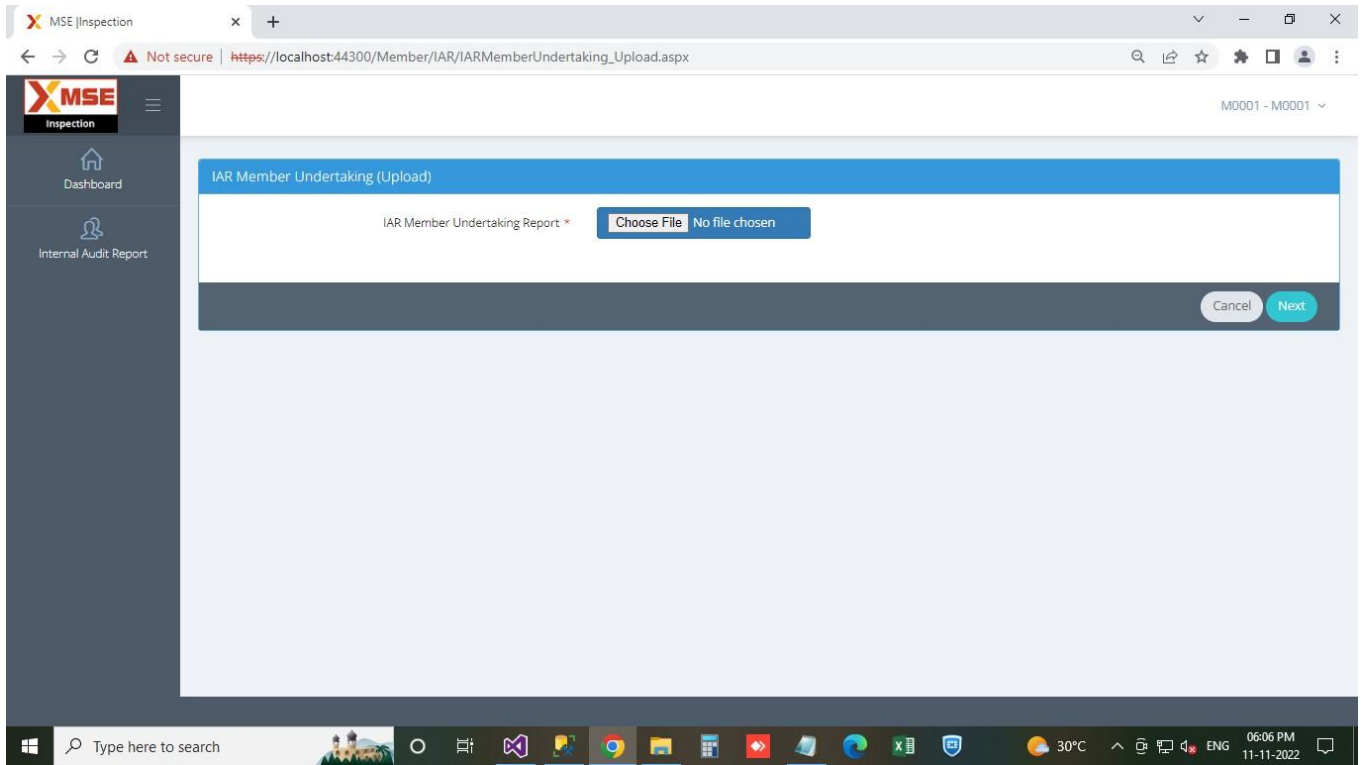 MSE |Inspection
Not secure | https://localhost:44300/Member/IAR/IARMemberUndertaking_Upload.aspx
MSE
Inspection
M0001 - M0001
Dashboard
Internal Audit Report
IAR Member Undertaking (Upload)
IAR Member Undertaking Report * Choose File No file chosen
Cancel Next
Type here to search
30°C ENG 06:06 PM
11-11-2022